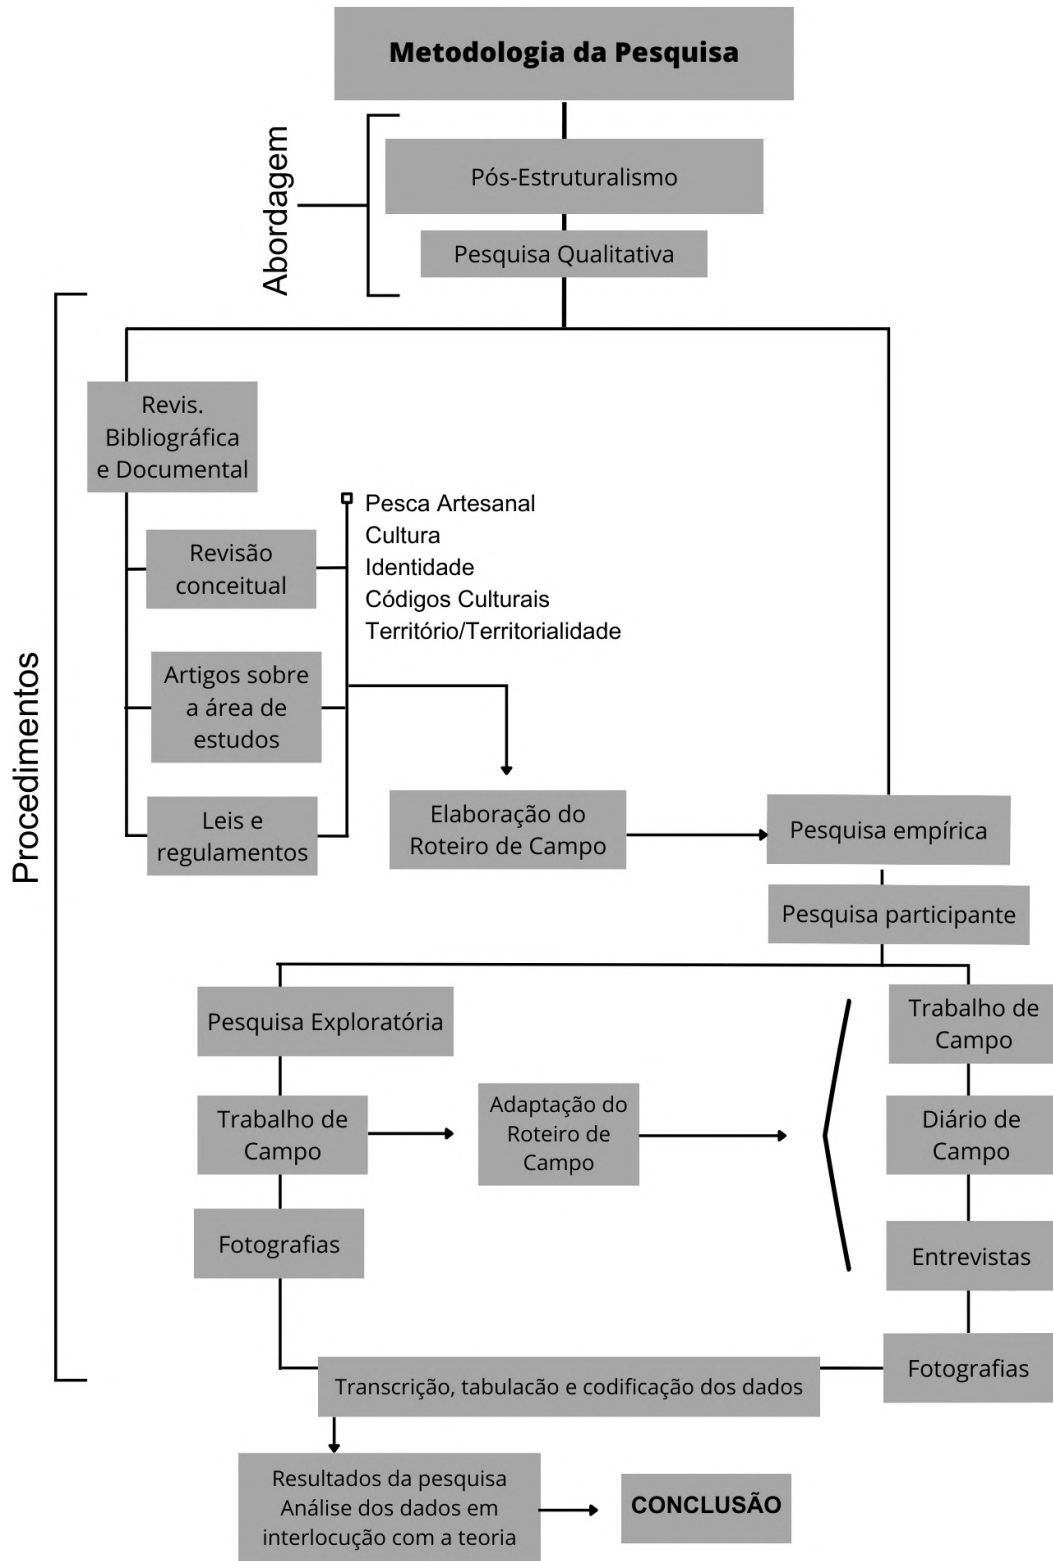 Metodologia da Pesquisa
Abordagem
Pós-Estruturalismo
Pesquisa Qualitativa
Procedimentos
Revis.
Bibliográfica
e Documental
Revisão
conceitual
Pesca Artesanal
Cultura
Identidade
Códigos Culturais
Território/Territorialidade
Artigos sobre
a área de
estudos
Leis e
regulamentos
Elaboração do
Roteiro de Campo
Pesquisa empírica
Pesquisa participante
Pesquisa Exploratória
Trabalho de
Campo
Fotografias
Adaptação do
Roteiro de
Campo
Trabalho de
Campo
Diário de
Campo
Entrevistas
Fotografias
Transcrição, tabulacão e codificação dos dados
Resultados da pesquisa
Análise dos dados em
interlocução com a teoria
CONCLUSÃO